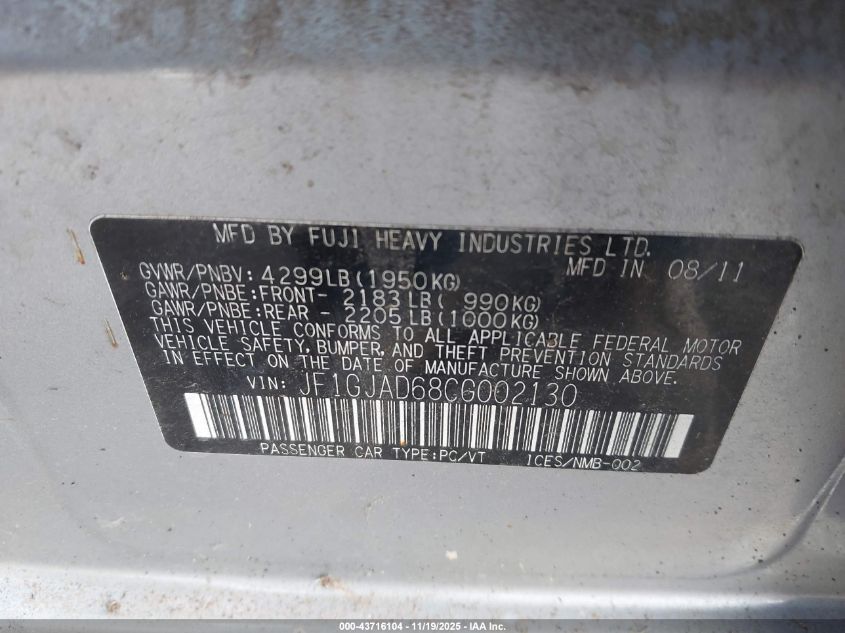 MFD BY FUJI HEAVY INDUSTRIES LTD.
MFD IN 08/11
GVWR/PNBV: 4299LB(1950KG)
GAWR/PNBE:FRONT- 2183LB( 990KG)
GAWR/PNBE:REAR - 2205LB(1000KG)
THIS VEHICLE CONFORMS TO ALL APPLICABLE FEDERAL MOTOR
VEHICLE SAFETY, BUMPER, AND THEFT PREVENTION STANDARDS
IN EFFECT ON THE DATE OF MANUFACTURE SHOWN ABOVE.
VIN: JF1GJAD68CG002130
PASSENGER CAR TYPE:PC/VT ICES/NMB-002
000-43716104 - 11/19/2025 - IAA Inc.